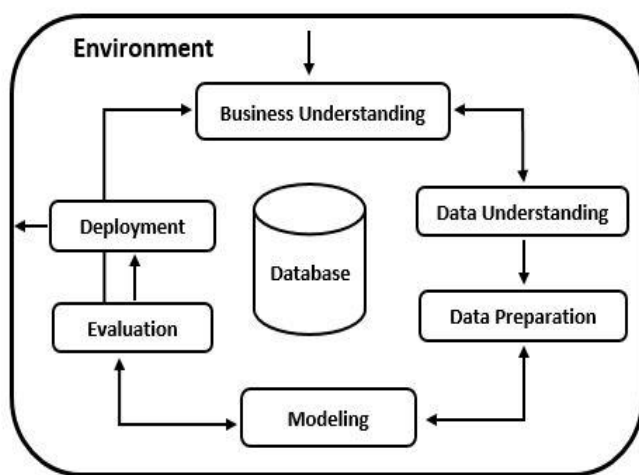 Environment
Business Understanding
Deployment
Data Understanding
Database
Evaluation
Data Preparation
Modeling